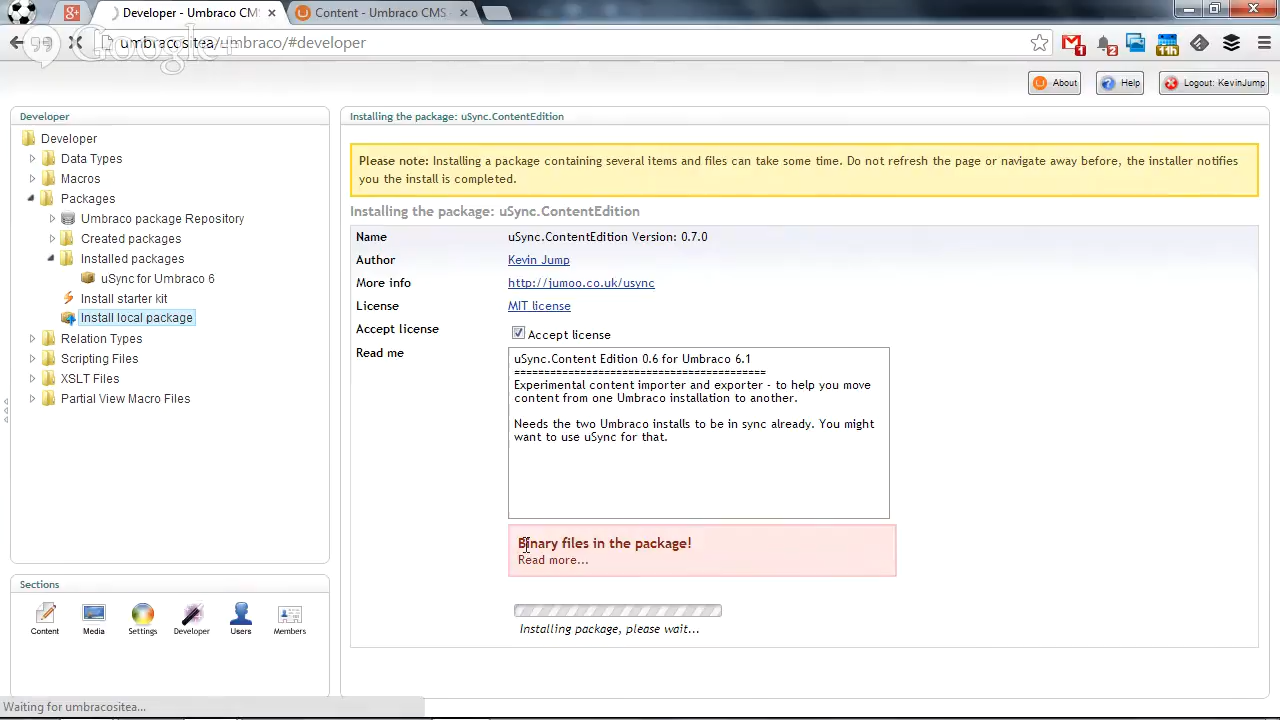 Developer - Umbraco CMS
Content - Umbraco CMS
umbracositea/umbraco/#developer
Google+
1
2
11h
About
Help
Logout: KevinJump
Developer
Developer
Data Types
Macros
Packages
Umbraco package Repository
Created packages
Installed packages
uSync for Umbraco 6
Install starter kit
Install local package
Relation Types
Scripting Files
XSLT Files
Partial View Macro Files
Sections
Content
Media
Settings
Developer
Users
Members
Installing the package: uSync.ContentEdition
Please note: Installing a package containing several items and files can take some time. Do not refresh the page or navigate away before, the installer notifies
you the install is completed.
Installing the package: uSync.ContentEdition
Name uSync.ContentEdition Version: 0.7.0
Author Kevin Jump
More info http://jumoo.co.uk/usync
License MIT license
Accept license Accept license
Read me
uSync.Content Edition 0.6 for Umbraco 6.1
==========================================
Experimental content importer and exporter - to help you move
content from one Umbraco installation to another.
Needs the two Umbraco installs to be in sync already. You might
want to use uSync for that.
Binary files in the package!
Read more...
Installing package, please wait...
Waiting for umbracositea...